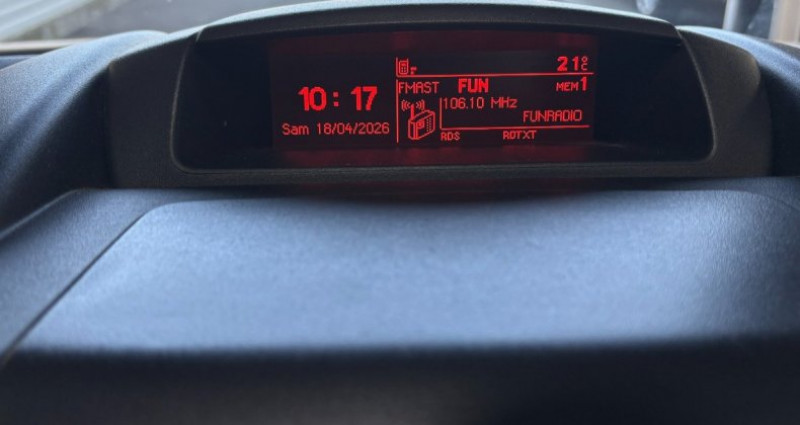 10:17
Sam 18/04/2026
21°C
FMAST FUN MEM1
106.10 MHz
FUNRADIO
RDS RDTXT